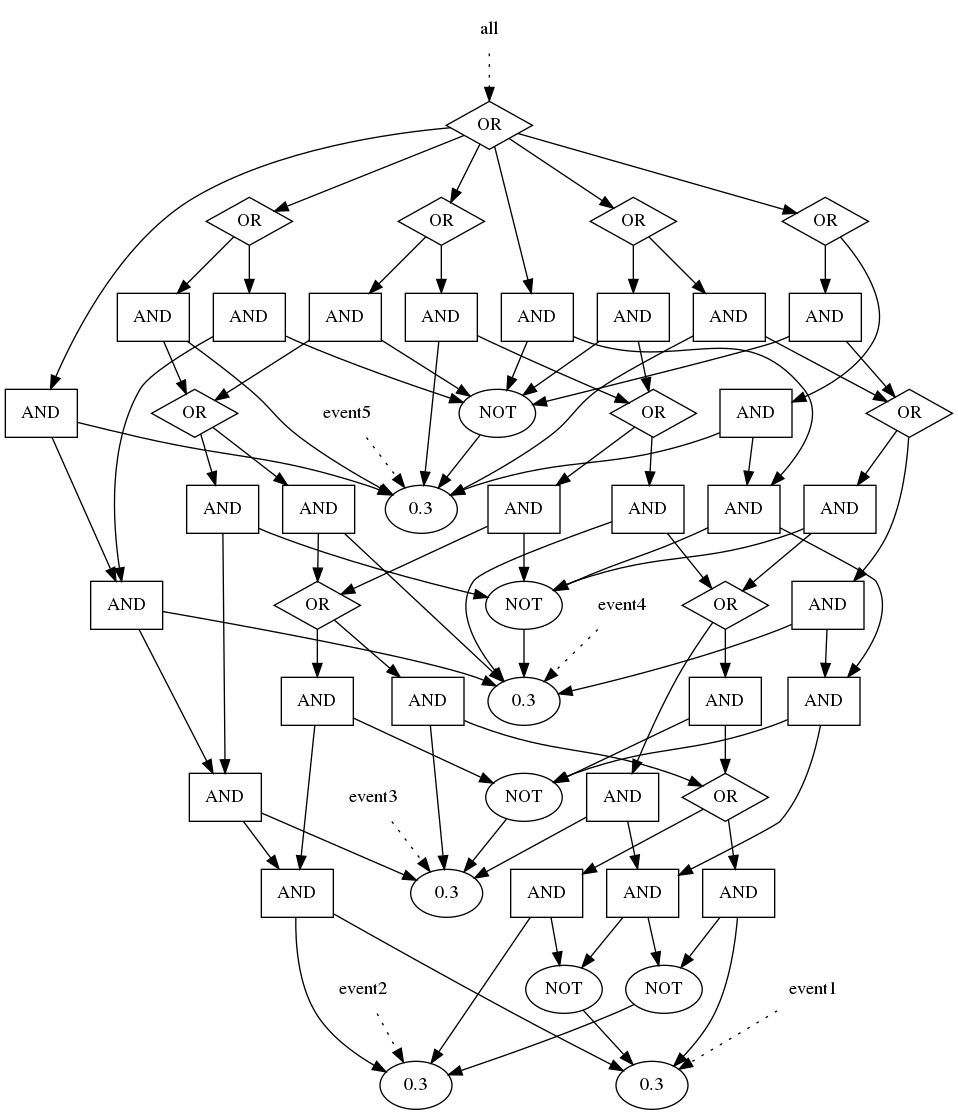 all
OR
OR OR OR OR
AND AND AND AND AND AND AND AND
AND OR event5 NOT OR AND OR
AND AND 0.3 AND AND AND AND
AND OR NOT event4 OR AND
AND AND 0.3 AND AND
AND event3 NOT AND OR
AND 0.3 AND AND AND
event2 NOT NOT event1
0.3 0.3